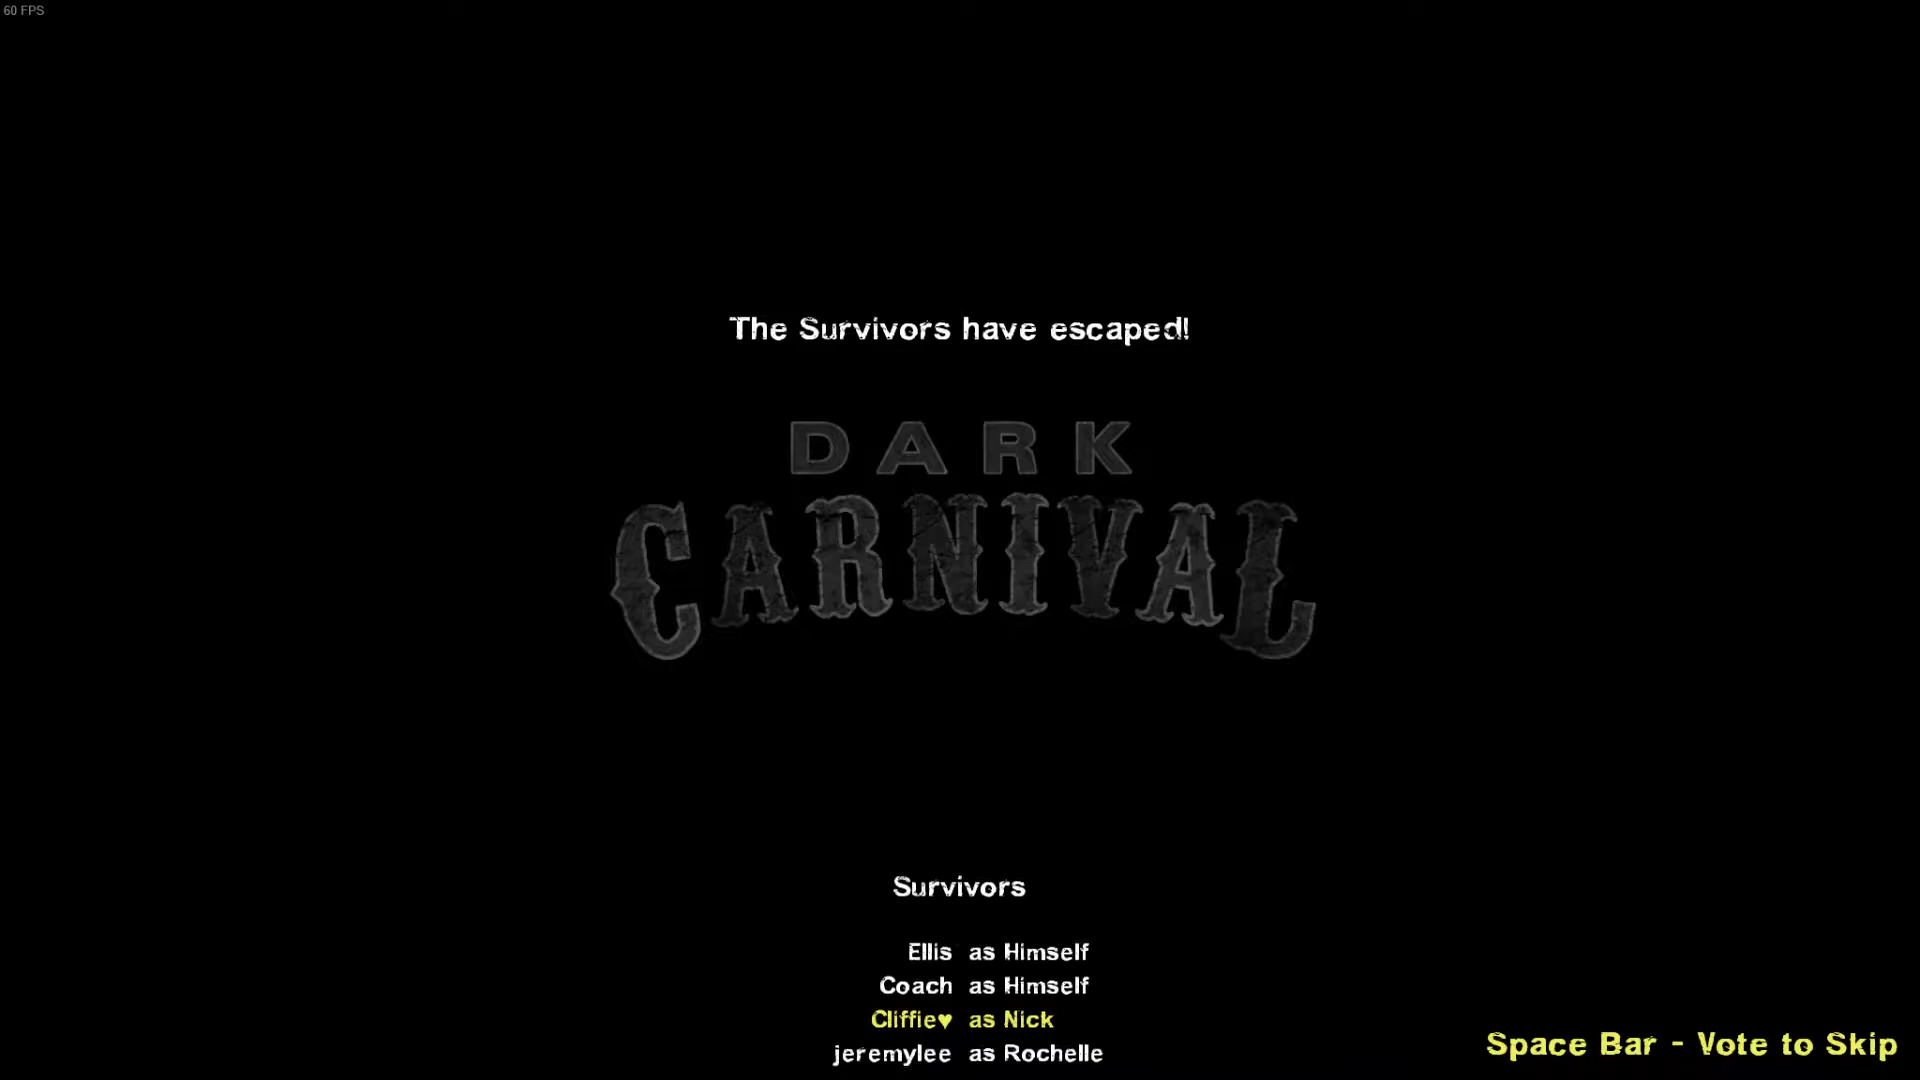 60 FPS
The Survivors have escaped!
DARK
CARNIVAL
Survivors
Ellis as Himself
Coach as Himself
Cliffie♥ as Nick
jeremylee as Rochelle
Space Bar - Vote to Skip